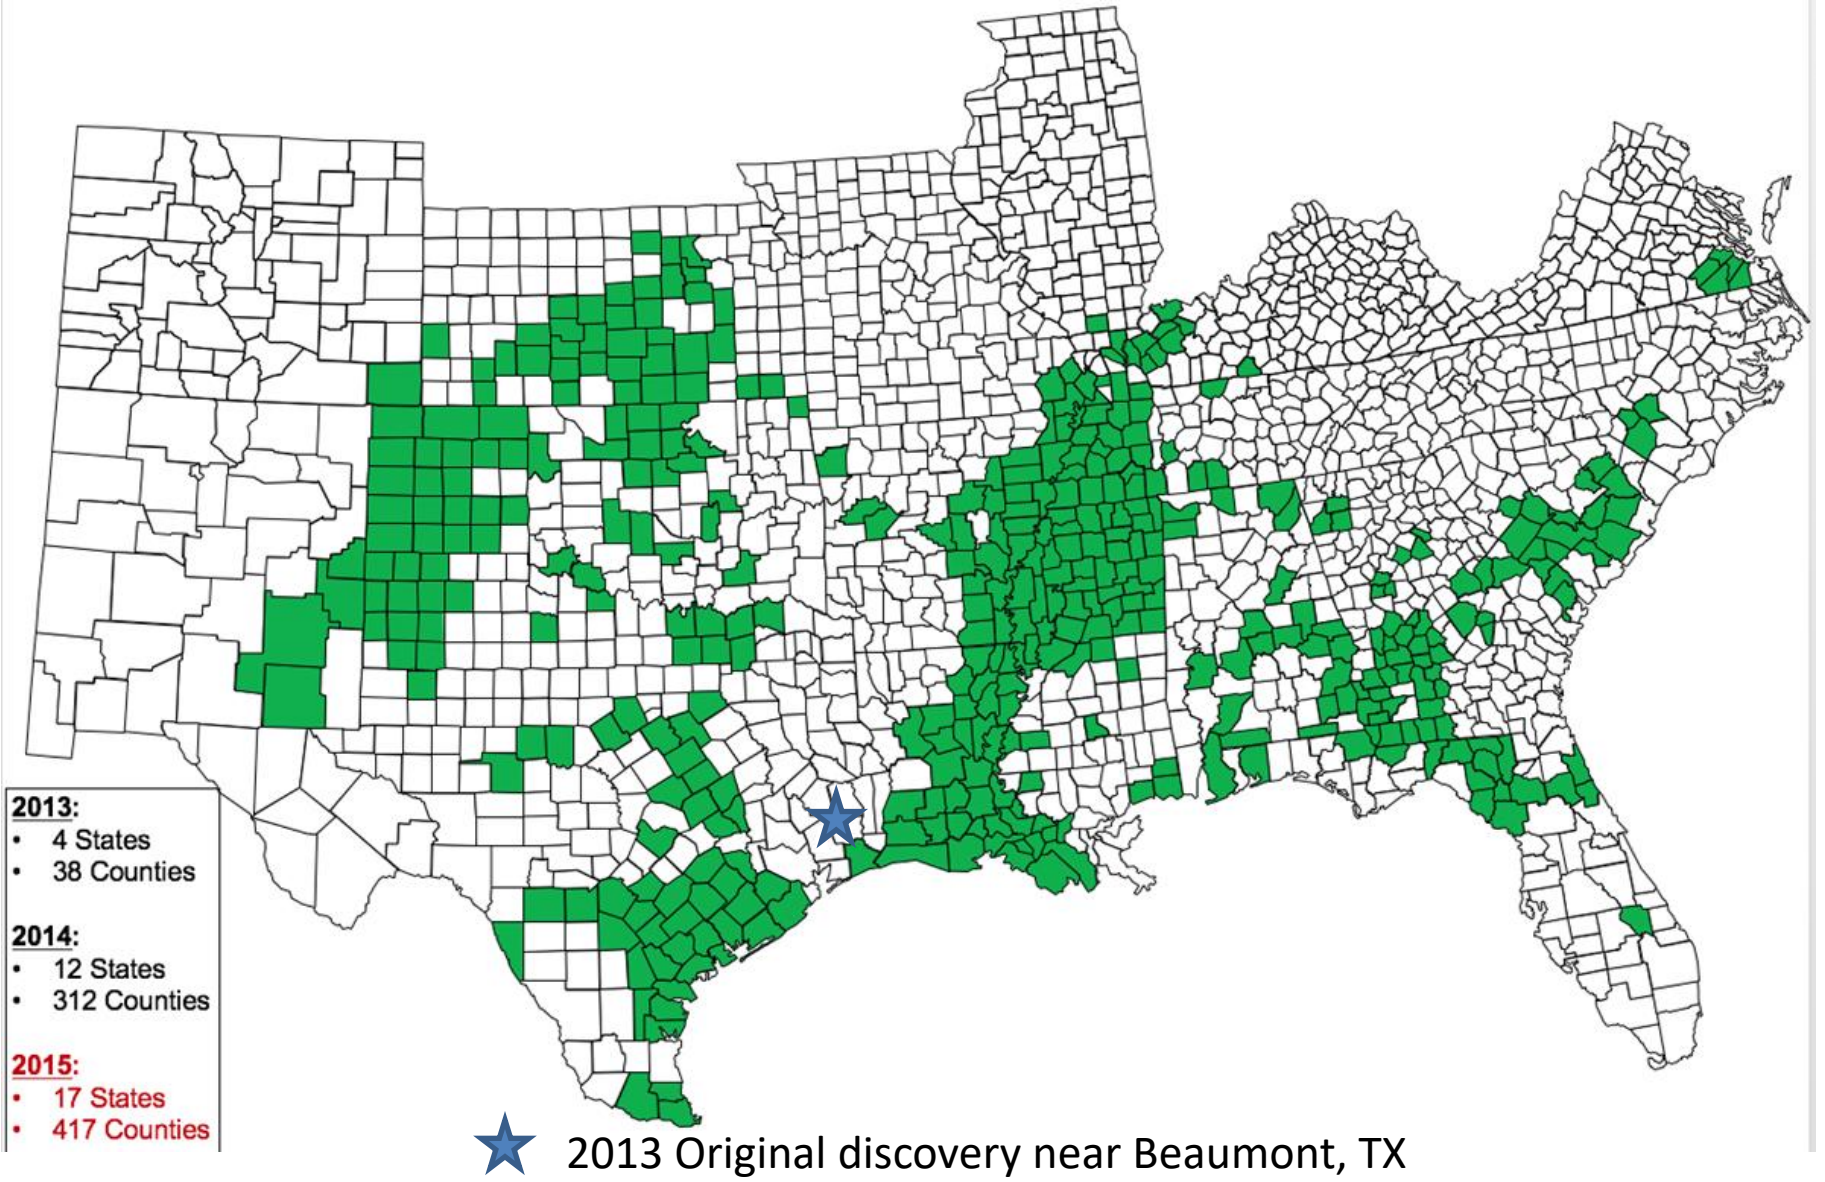 2013:
• 4 States
• 38 Counties
2014:
• 12 States
• 312 Counties
2015:
• 17 States
• 417 Counties
2013 Original discovery near Beaumont, TX